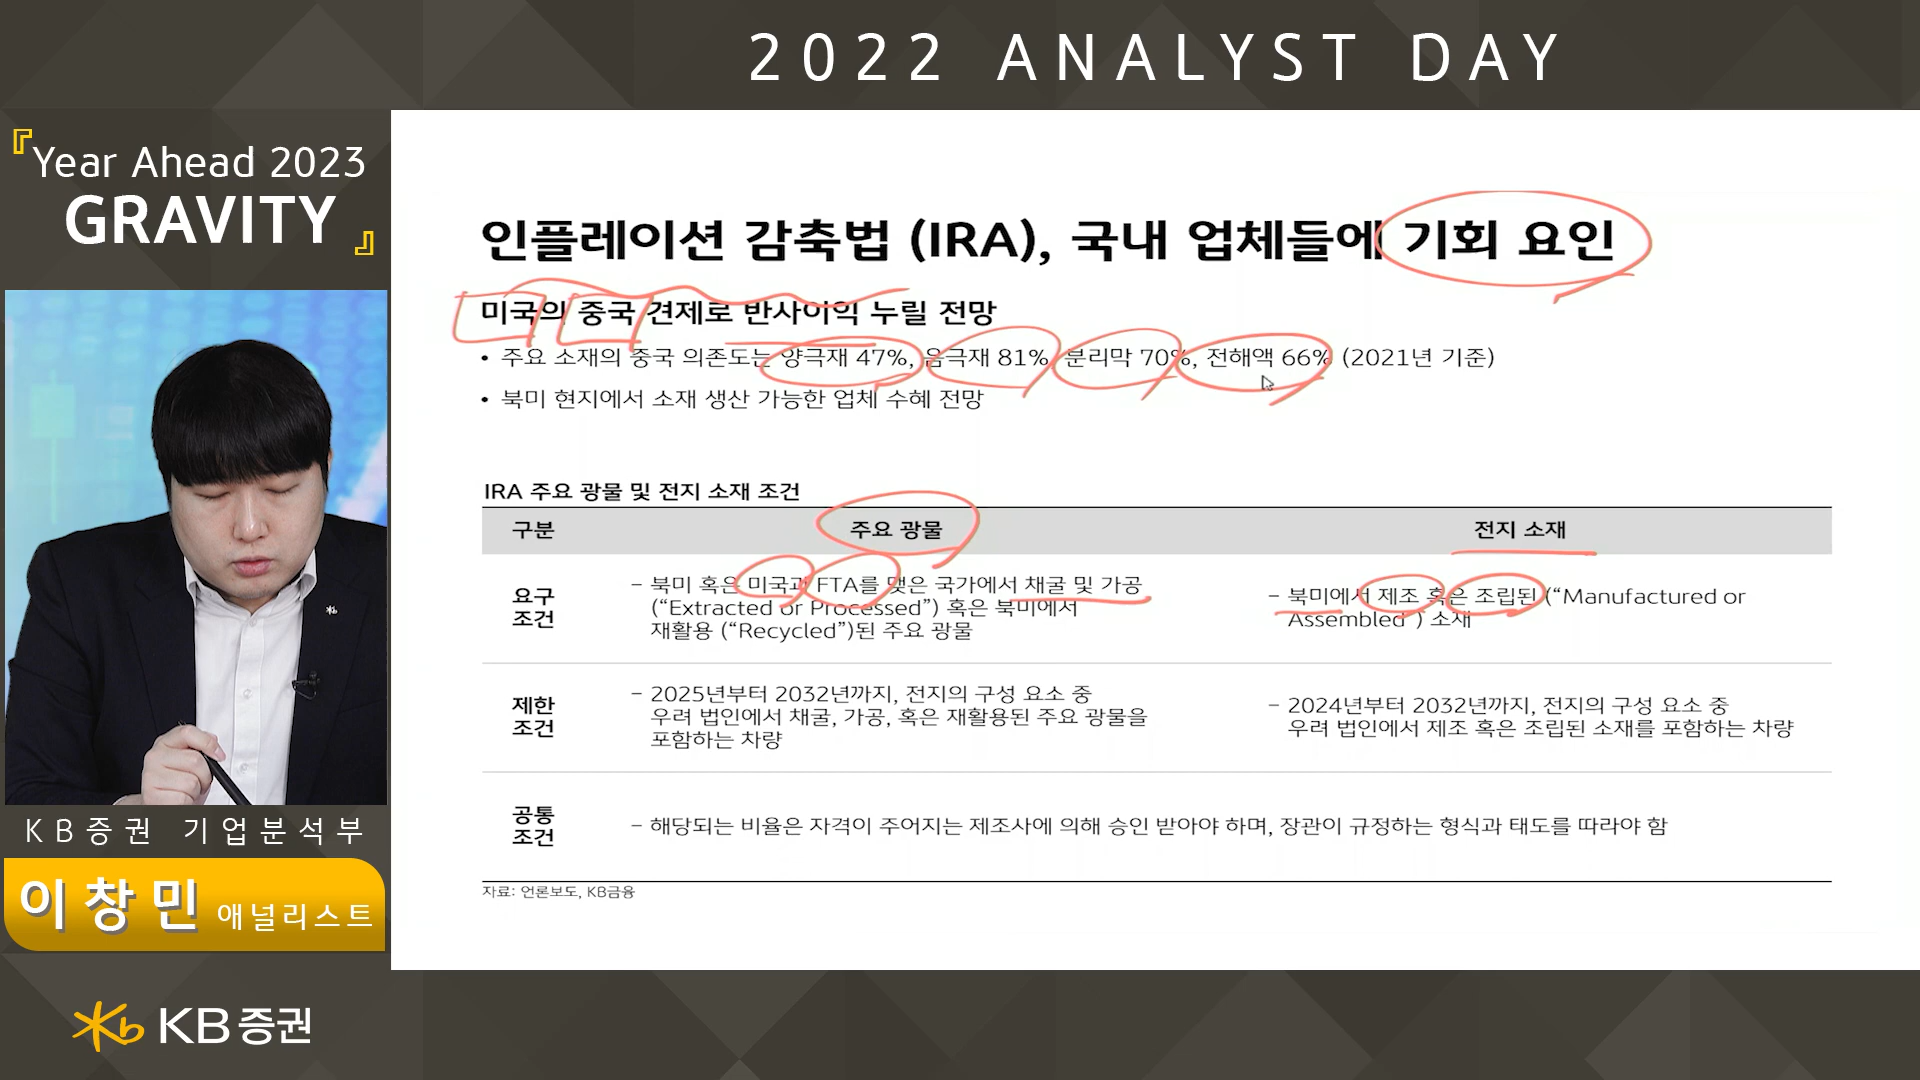 2022 ANALYST DAY
『Year Ahead 2023
GRAVITY』
인플레이션 감축법 (IRA), 국내 업체들에 기회 요인
미국의 중국 견제로 반사이익 누릴 전망
• 주요 소재의 중국 의존도는 양극재 47%, 음극재 81%, 분리막 70%, 전해액 66% (2021년 기준)
• 북미 현지에서 소재 생산 가능한 업체 수혜 전망
IRA 주요 광물 및 전지 소재 조건
구분 주요 광물 전지 소재
요구
조건
– 북미 혹은 미국과 FTA를 맺은 국가에서 채굴 및 가공
(“Extracted or Processed”) 혹은 북미에서
재활용 (“Recycled”)된 주요 광물
– 북미에서 제조 혹은 조립된 (“Manufactured or
Assembled”) 소재
제한
조건
– 2025년부터 2032년까지, 전지의 구성 요소 중
우려 법인에서 채굴, 가공, 혹은 재활용된 주요 광물을
포함하는 차량
– 2024년부터 2032년까지, 전지의 구성 요소 중
우려 법인에서 제조 혹은 조립된 소재를 포함하는 차량
공통
조건
– 해당되는 비율은 자격이 주어지는 제조사에 의해 승인 받아야 하며, 장관이 규정하는 형식과 태도를 따라야 함
자료: 언론보도, KB금융
KB증권 기업분석부
이창민 애널리스트
KB증권